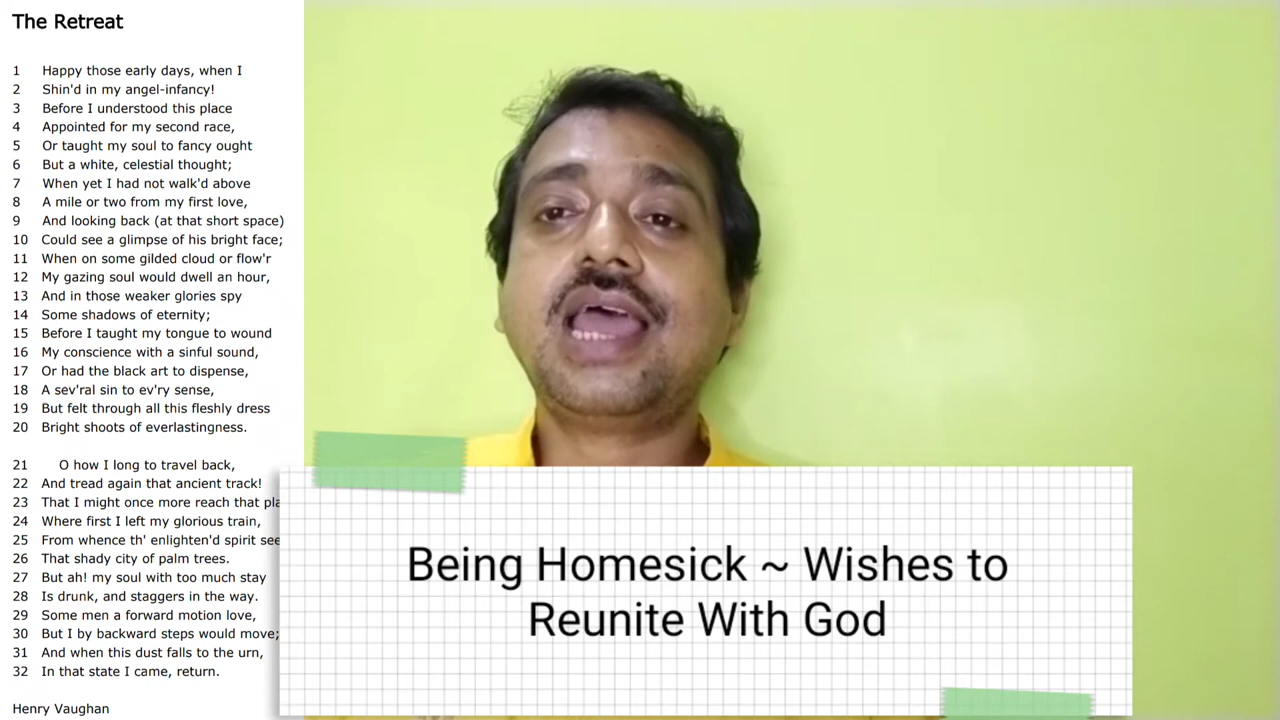 The Retreat
1 Happy those early days, when I
2 Shin'd in my angel-infancy!
3 Before I understood this place
4 Appointed for my second race,
5 Or taught my soul to fancy ought
6 But a white, celestial thought;
7 When yet I had not walk'd above
8 A mile or two from my first love,
9 And looking back (at that short space)
10 Could see a glimpse of his bright face;
11 When on some gilded cloud or flow'r
12 My gazing soul would dwell an hour,
13 And in those weaker glories spy
14 Some shadows of eternity;
15 Before I taught my tongue to wound
16 My conscience with a sinful sound,
17 Or had the black art to dispense,
18 A sev'ral sin to ev'ry sense,
19 But felt through all this fleshly dress
20 Bright shoots of everlastingness.
21 O how I long to travel back,
22 And tread again that ancient track!
23 That I might once more reach that
24 Where first I left my glorious train,
25 From whence th' enlighten'd spirit
26 That shady city of palm trees.
27 But ah! my soul with too much stay
28 Is drunk, and staggers in the way.
29 Some men a forward motion love,
30 But I by backward steps would move;
31 And when this dust falls to the urn,
32 In that state I came, return.
Henry Vaughan
Being Homesick ~ Wishes to
Reunite With God